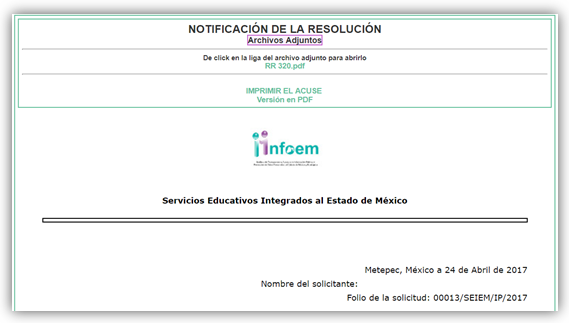 NOTIFICACIÓN DE LA RESOLUCIÓN
Archivos Adjuntos
De click en la liga del archivo adjunto para abrirlo
RR 320.pdf
IMPRIMIR EL ACUSE
Versión en PDF
infoem
Servicios Educativos Integrados al Estado de México
Metepec, México a 24 de Abril de 2017
Nombre del solicitante:
Folio de la solicitud: 00013/SEIEM/IP/2017